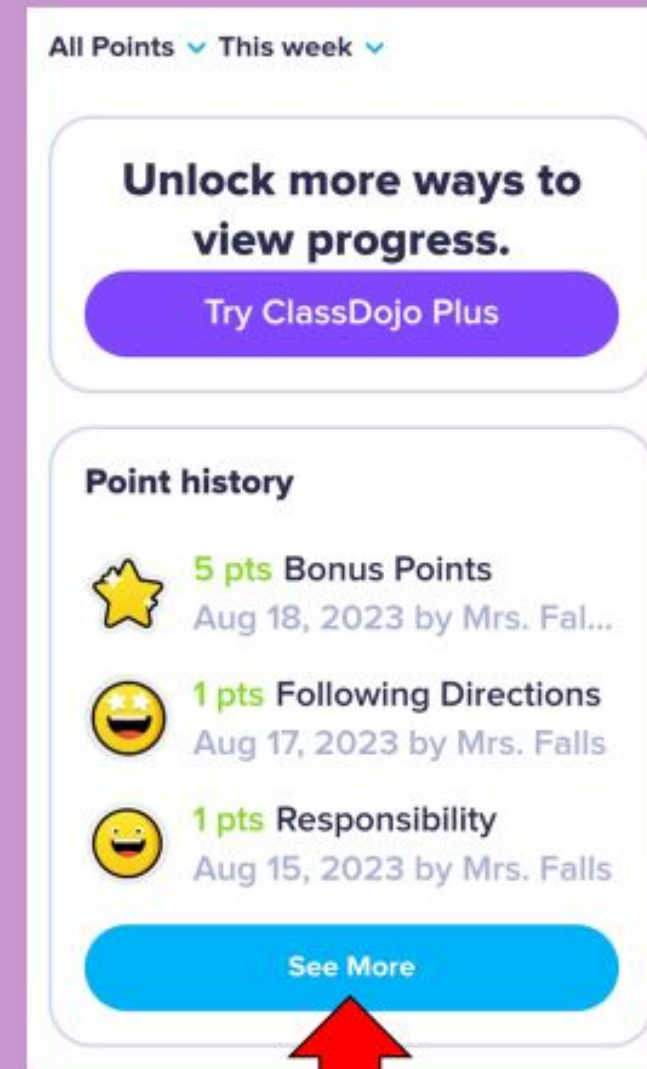 All Points This week
Unlock more ways to
view progress.
Try ClassDojo Plus
Point history
5 pts Bonus Points
Aug 18, 2023 by Mrs. Fal...
1 pts Following Directions
Aug 17, 2023 by Mrs. Falls
1 pts Responsibility
Aug 15, 2023 by Mrs. Falls
See More